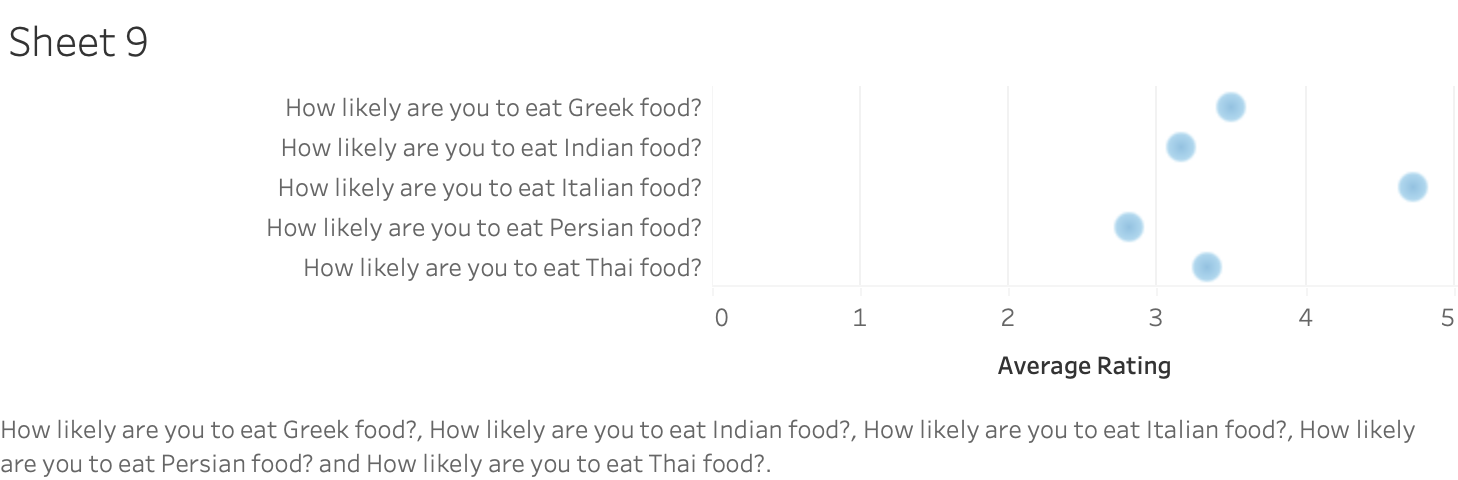 Sheet 9
How likely are you to eat Greek food?
How likely are you to eat Indian food?
How likely are you to eat Italian food?
How likely are you to eat Persian food?
How likely are you to eat Thai food?
0 1 2 3 4 5
Average Rating
How likely are you to eat Greek food?, How likely are you to eat Indian food?, How likely are you to eat Italian food?, How likely
are you to eat Persian food? and How likely are you to eat Thai food?.